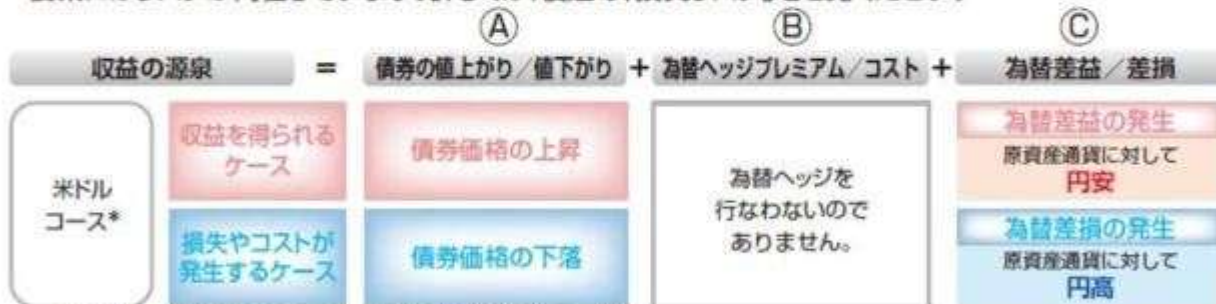 Ⓐ Ⓑ Ⓒ
収益の源泉 = 債券の値上がり／値下がり + 為替ヘッジプレミアム／コスト + 為替差益／差損
米ドル
コース*
収益を得られる
ケース
債券価格の上昇
損失やコストが
発生するケース
債券価格の下落
為替ヘッジを
行なわないので
ありません。
為替差益の発生
原資産通貨に対して
円安
為替差損の発生
原資産通貨に対して
円高